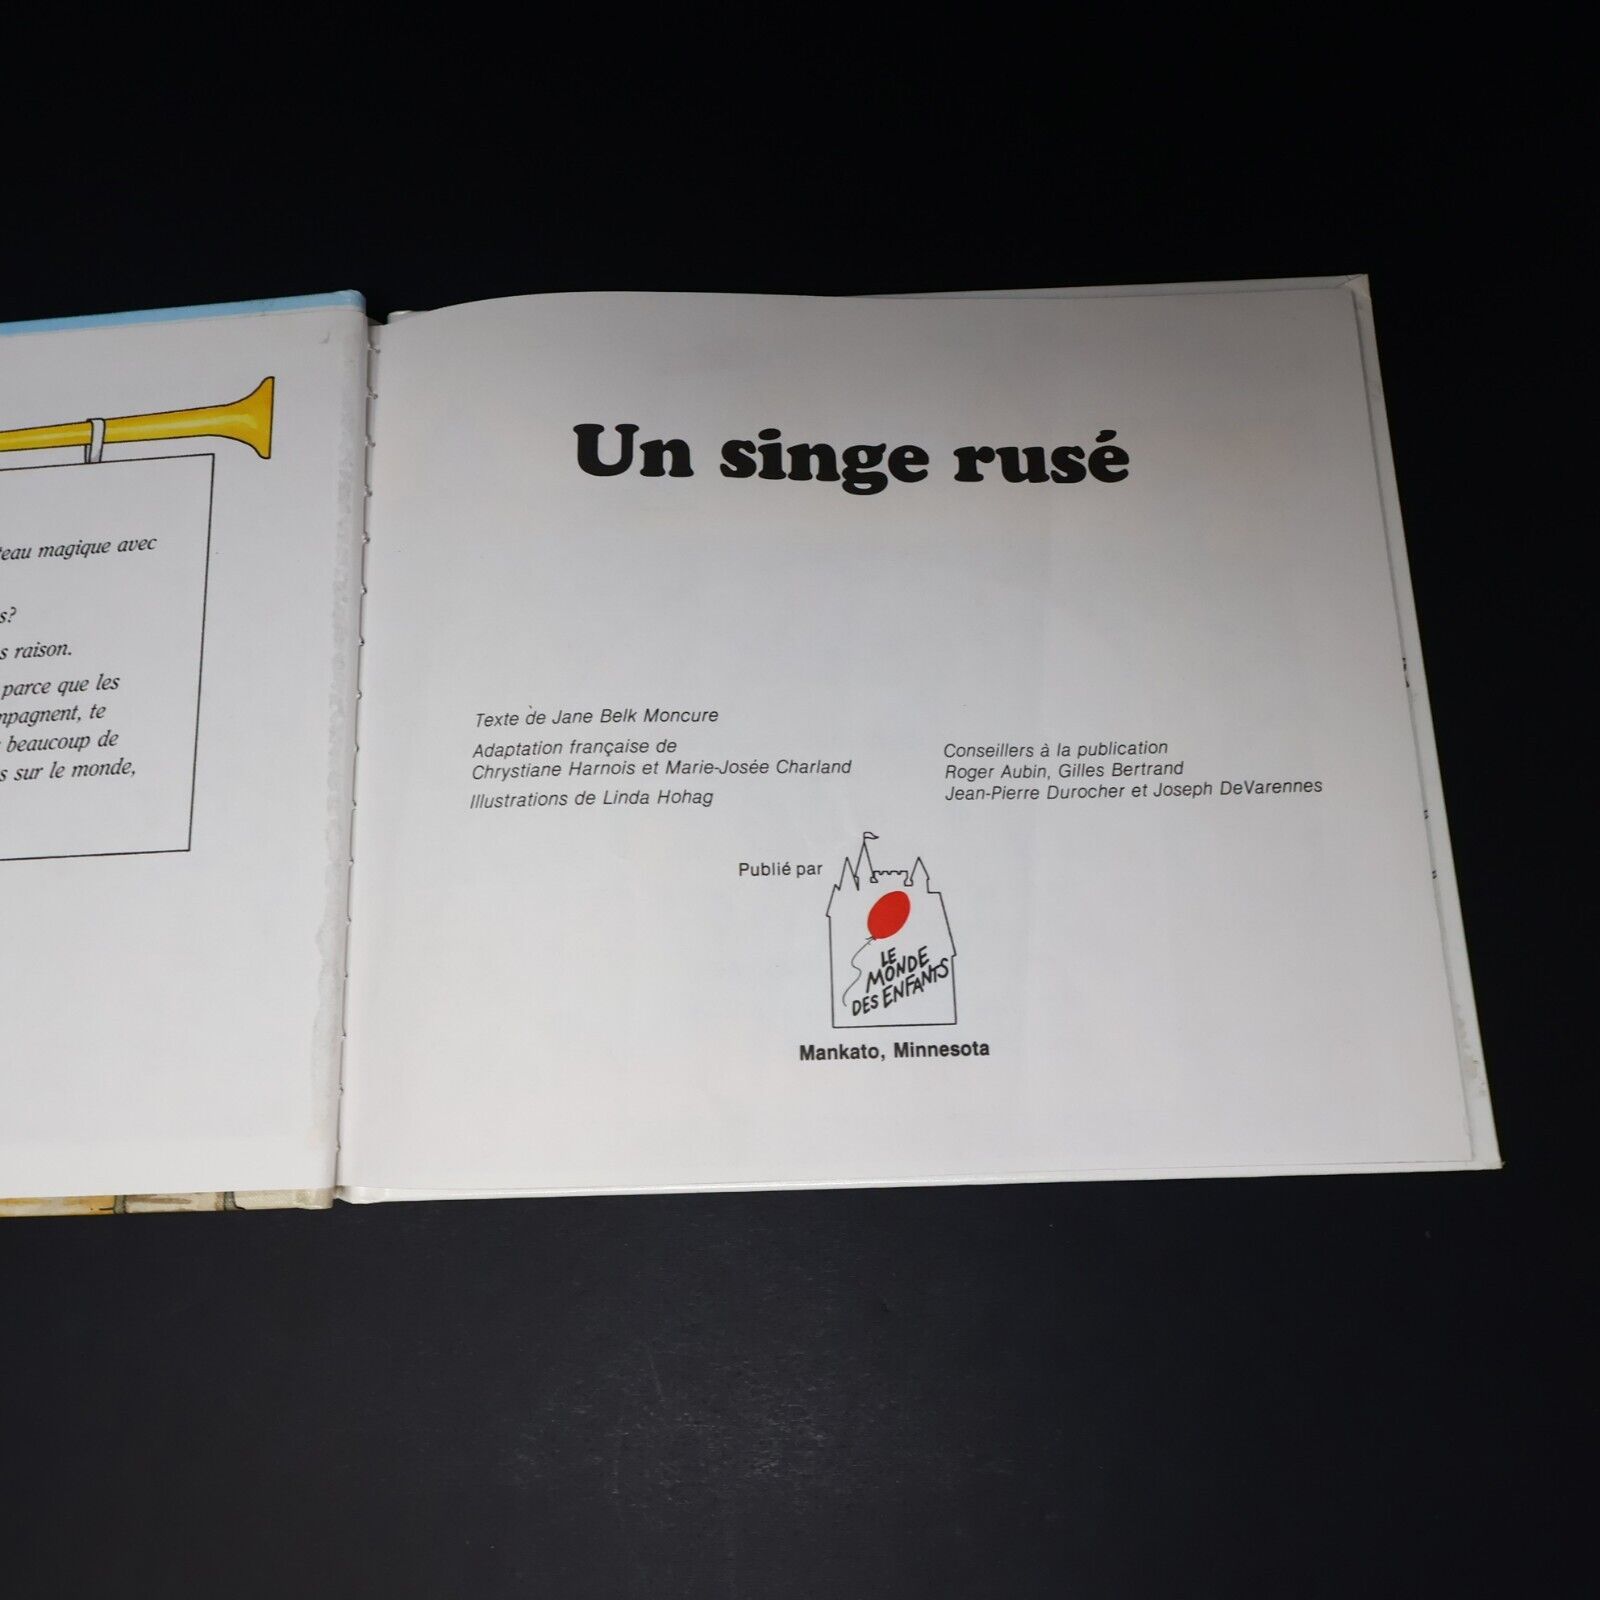 teau magique avec
s?
s raison.
parce que les
mpagnent, te
beaucoup de
s sur le monde,
Un singe rusé
Texte de Jane Belk Moncure
Adaptation française de
Chrystiane Harnois et Marie-Josée Charland
Illustrations de Linda Hohag
Conseillers à la publication
Roger Aubin, Gilles Bertrand
Jean-Pierre Durocher et Joseph DeVarennes
Publié par
LE
MONDE
DES ENFANTS
Mankato, Minnesota